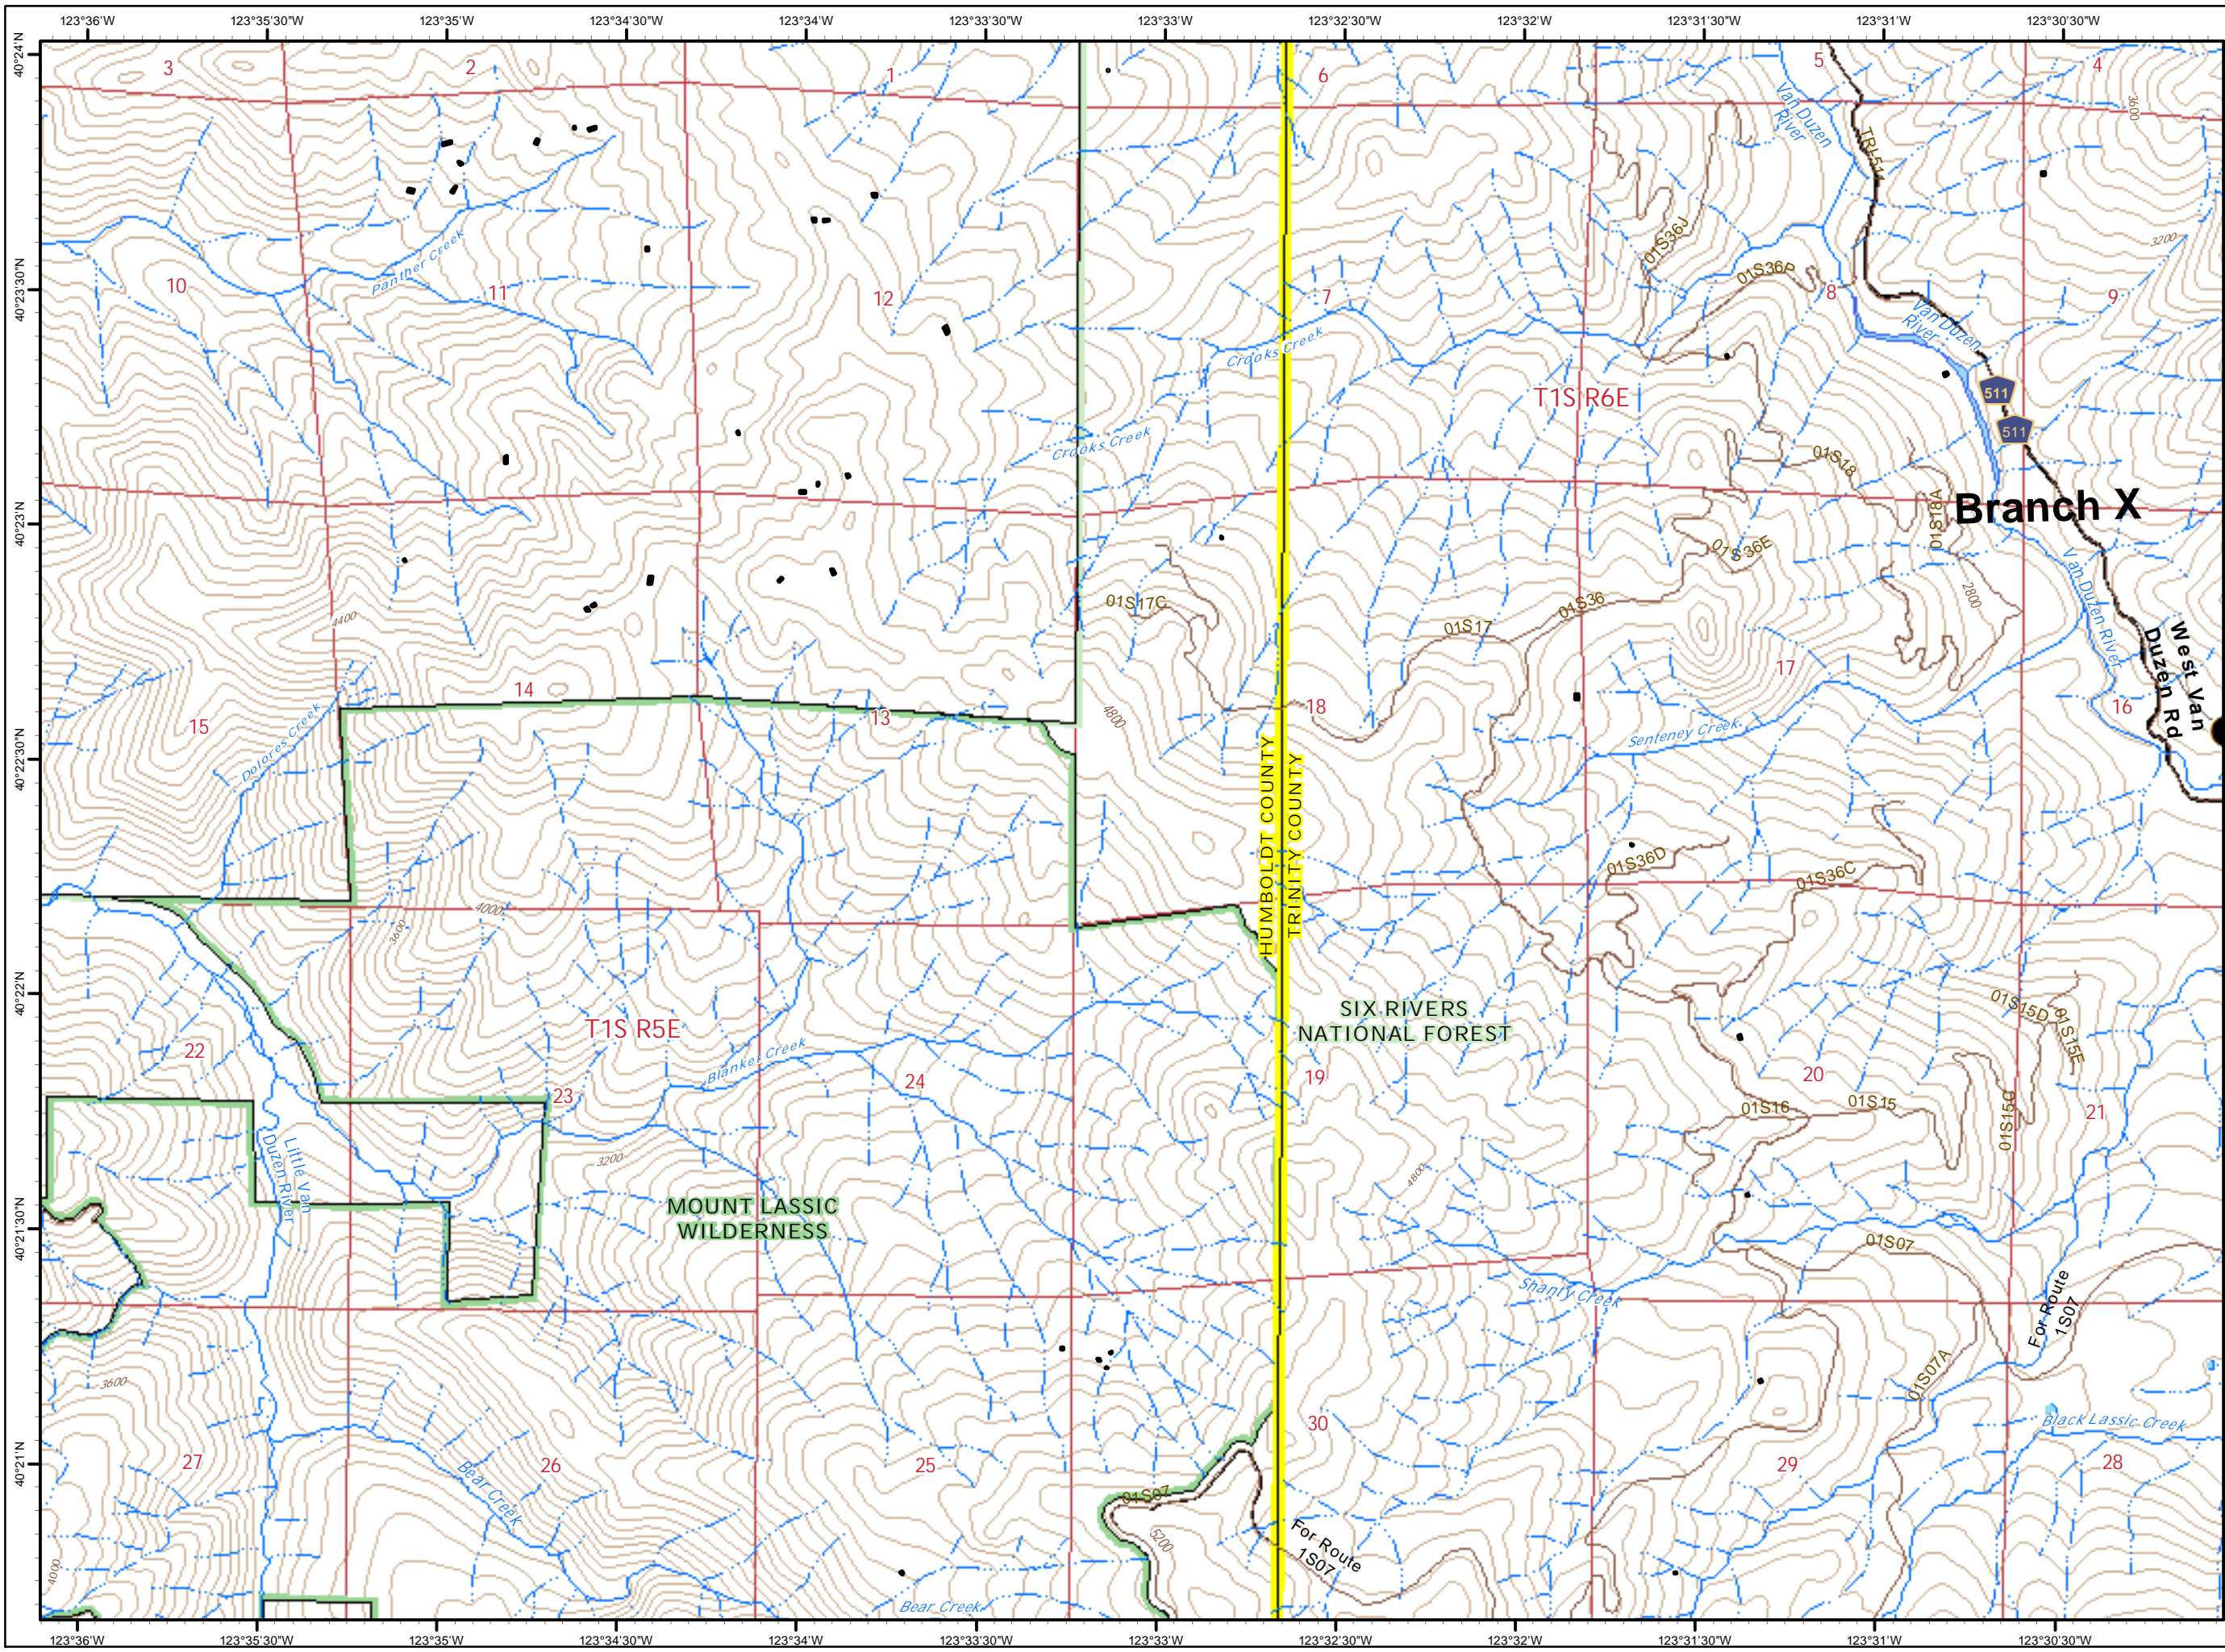 123°36'W 123°35'30"W 123°35'W 123°34'30"W 123°34'W 123°33'30"W 123°33'W 123°32'30"W 123°32'W 123°31'30"W 123°31'W 123°30'30"W
40°24'N
3 2 1 6 5 4
Van Duzen
River
3600
TRI-511
01S36J
3200
Panther Creek
40°23'30"N
10 11 12 7 8 9
01S36P
Van Duzen
River
Crooks Creek
T1S R6E
511
511
Crooks Creek
01S18
01S18A
Branch X
40°23'N
01S36E
Van Duzen River
2800
01S17C
01S36
01S17
4400
West Van
Duzen Rd
14 13 18 17 16 15
4800
Dolores Creek
Senteney Creek
40°22'30"N
HUMBOLDT COUNTY
TRINITY COUNTY
01S36D
01S36C
4000
3600
40°22'N
SIX RIVERS
NATIONAL FOREST
01S15D
01S15E
T1S R5E
22 23 24 19 20 21
Blanket Creek
01S16
01S15
01S15C
Little Van
Duzen River
3200
4800
MOUNT LASSIC
WILDERNESS
40°21'30"N
01S07
Shanty Creek
For Route
1S07
01S07A
3600
Black Lassic Creek
27 26 25 30 29 28
40°21'N
Bear Creek
01S07
5200
For Route
1S07
4000
Bear Creek
123°36'W 123°35'30"W 123°35'W 123°34'30"W 123°34'W 123°33'30"W 123°33'W 123°32'30"W 123°32'W 123°31'30"W 123°31'W 123°30'30"W